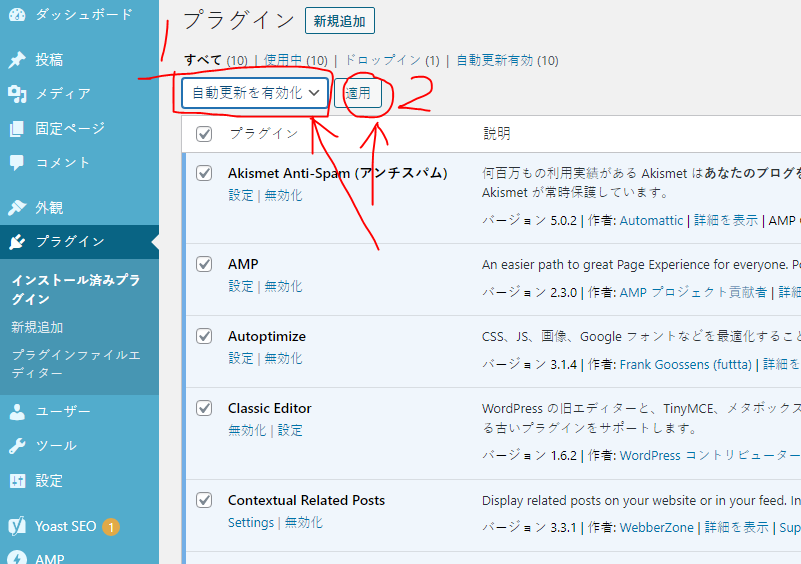 ダッシュボード
投稿
メディア
固定ページ
コメント
外観
プラグイン
インストール済みプラ
グイン
新規追加
プラグインファイルエ
ディター
ユーザー
ツール
設定
Yoast SEO 1
AMP
プラグイン 新規追加
すべて (10) | 使用中 (10) | ドロップイン (1) | 自動更新有効 (10)
1
自動更新を有効化 適用 2
プラグイン 説明
Akismet Anti-Spam (アンチスパム)
設定 | 無効化
何百万もの利用実績がある Akismet はあなたのブログを
Akismet が常時保護しています。
バージョン 5.0.2 | 作者: Automattic | 詳細を表示 | AMP
AMP
設定 | 無効化
An easier path to great Page Experience for everyone.
バージョン 2.3.0 | 作者: AMP プロジェクト貢献者 | 詳細
Autoptimize
設定 | 無効化
CSS、JS、画像、Google フォントなどを最適化すること
バージョン 3.1.4 | 作者: Frank Goossens (futtta) | 詳細を
Classic Editor
無効化 | 設定
WordPress の旧エディターと、TinyMCE、メタボックス
る古いプラグインをサポートします。
バージョン 1.6.2 | 作者: WordPress コントリビューター
Contextual Related Posts
Settings | 無効化
Display related posts on your website or in your feed. In
バージョン 3.3.1 | 作者: WebberZone | 詳細を表示 | Sup